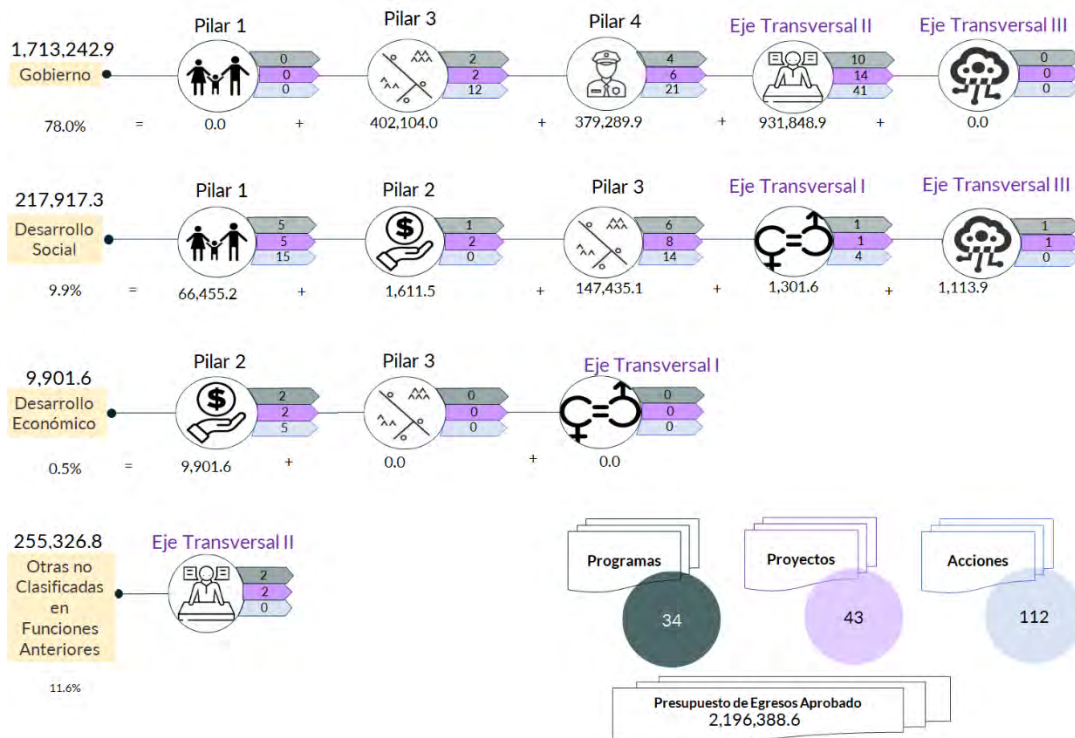 Pilar 1
Pilar 3
Pilar 4
Eje Transversal II
Eje Transversal III
1,713,242.9
Gobierno
0
0
0
2
2
12
4
6
21
10
14
41
0
0
0
78.0% = 0.0 + 402,104.0 + 379,289.9 + 931,848.9 + 0.0
Pilar 1
Pilar 2
Pilar 3
Eje Transversal I
Eje Transversal III
217,917.3
Desarrollo
Social
5
5
15
1
2
0
6
8
14
1
1
4
1
1
0
9.9% = 66,455.2 + 1,611.5 + 147,435.1 + 1,301.6 + 1,113.9
Pilar 2
Pilar 3
Eje Transversal I
9,901.6
Desarrollo
Económico
2
2
5
0
0
0
0
0
0
0.5% = 9,901.6 + 0.0 + 0.0
255,326.8
Otras no
Clasificadas
en
Funciones
Anteriores
11.6%
Eje Transversal II
2
2
0
Programas
34
Proyectos
43
Acciones
112
Presupuesto de Egresos Aprobado
2,196,388.6